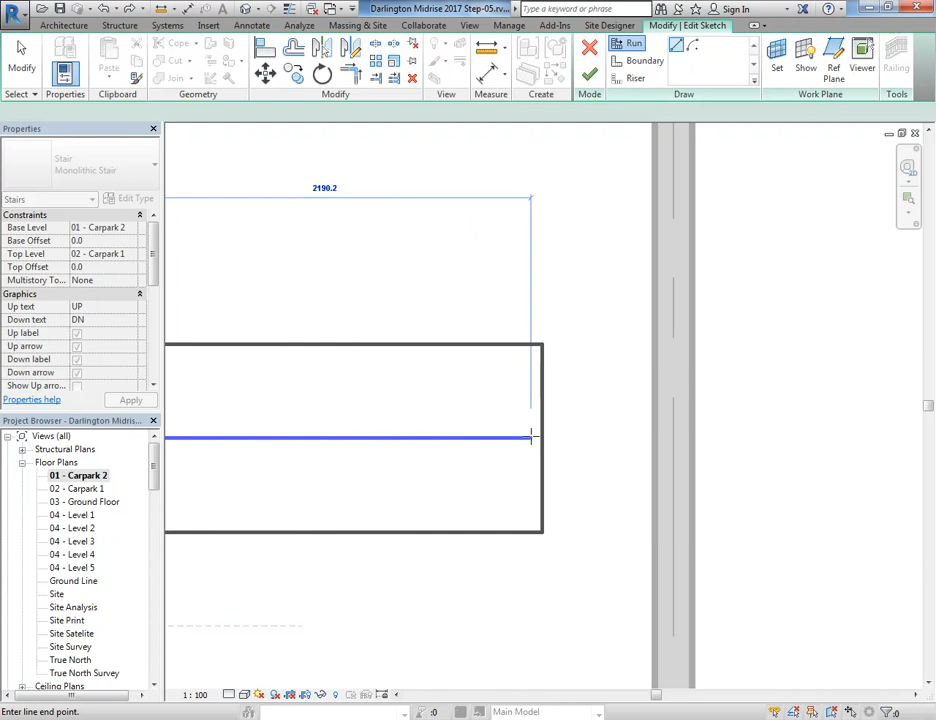 Darlington Midrise 2017 Step-05.rv...
Type a keyword or phrase
Sign In
Architecture Structure Systems Insert Annotate Analyze Massing & Site Collaborate View Manage Add-Ins Site Designer Modify | Edit Sketch
Modify
Paste
Cope
Cut
Join
Run
Boundary
Riser
Set Show Ref Plane Viewer Railing
Select Properties Clipboard Geometry Modify View Measure Create Mode Draw Work Plane Tools
Properties
Stair
Monolithic Stair
Stairs Edit Type
Constraints
Base Level 01 - Carpark 2
Base Offset 0.0
Top Level 02 - Carpark 1
Top Offset 0.0
Multistory To... None
Graphics
Up text UP
Down text DN
Up label
Up arrow
Down label
Down arrow
Show Up arro...
Properties help Apply
2190.2
Project Browser - Darlington Midris...
Views (all)
Structural Plans
Floor Plans
01 - Carpark 2
02 - Carpark 1
03 - Ground Floor
04 - Level 1
04 - Level 2
04 - Level 3
04 - Level 4
04 - Level 5
Ground Line
Site
Site Analysis
Site Print
Site Satelite
Site Survey
True North
True North Survey
Ceiling Plans
1 : 100
Enter line end point.
:0
Main Model
:0